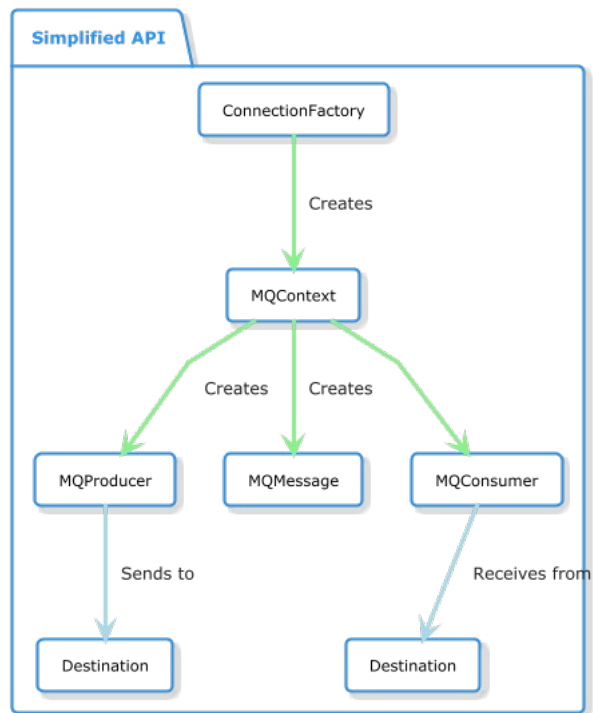 Simplified API
ConnectionFactory
Creates
MQContext
Creates
Creates
MQProducer
MQMessage
MQConsumer
Sends to
Receives from
Destination
Destination